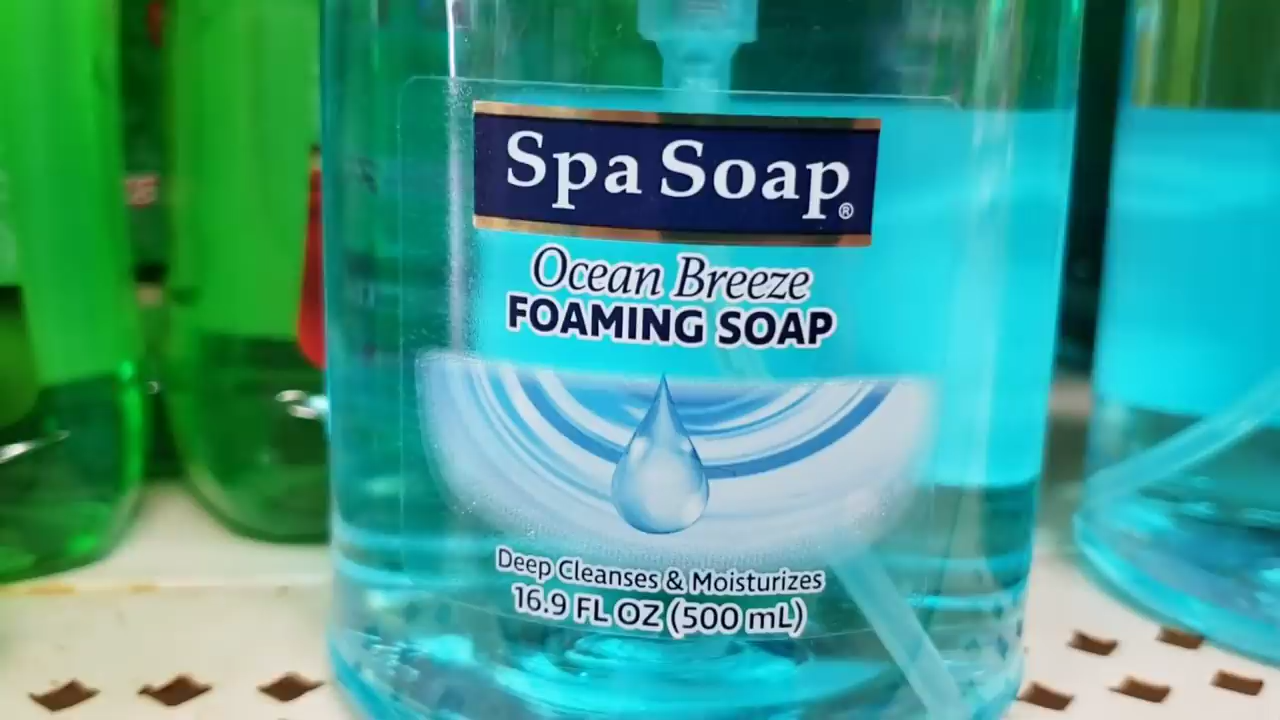 Spa Soap®
Ocean Breeze
FOAMING SOAP
Deep Cleanses & Moisturizes
16.9 FL OZ (500 mL)